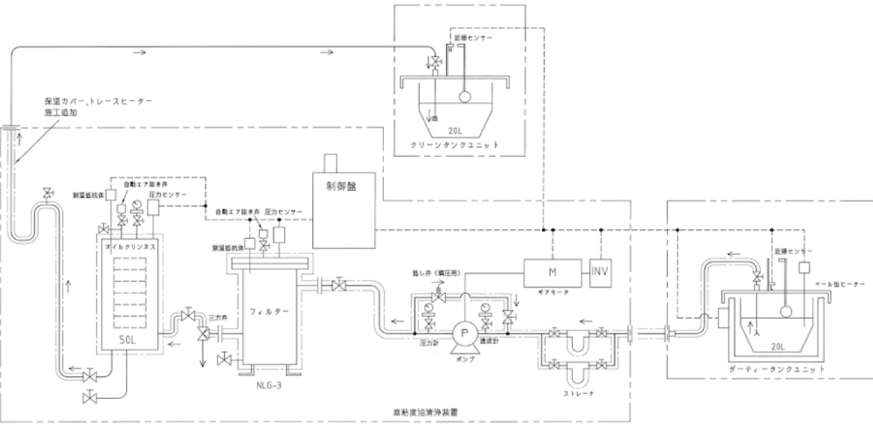 近接センサー
20L
クリーンタンクユニット
保温カバー,トレースヒーター
施工追加
制御盤
自動エア抜き弁
測温抵抗体
圧力センサー
自動エア抜き弁
圧力センサー
測温抵抗体
オイルクリンネス
50L
三方弁
フィルター
NLG-3
逃し弁(慣圧用)
M
INV
ギアモータ
P
圧力計
連成計
ポンプ
ストレーナ
近接センサー
ペール缶ヒーター
20L
ダーティータンクユニット
高粘度油清浄装置